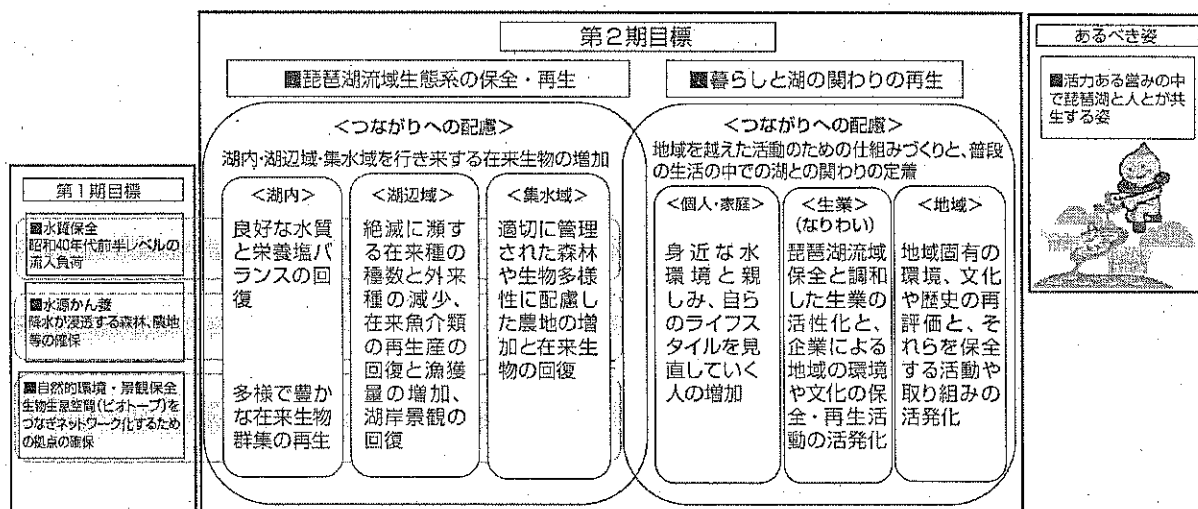 第2期目標
■琵琶湖流域生態系の保全・再生
<つながりへの配慮>
湖内・湖辺域・集水域を行き来する在来生物の増加
<湖内>
良好な水質
と栄養塩バ
ランスの回
復
多様で豊か
な在来生物
群集の再生
<湖辺域>
絶滅に瀕す
る在来種の
種数と外来
種の減少、
在来魚介類
の再生産の
回復と漁獲
量の増加、
湖岸景観の
回復
<集水域>
適切に管理
された森林
や生物多様
性に配慮し
た農地の増
加と在来生
物の回復
■暮らしと湖の関わりの再生
<つながりへの配慮>
地域を越えた活動のための仕組みづくりと、普段
の生活の中での湖との関わりの定着
<個人・家庭>
身近な水
環境と親
しみ、自ら
のライフス
タイルを見
直していく
人の増加
<生業>
(なりわい)
琵琶湖流域
保全と調和
した生業の
活性化と、
企業による
地域の環境
や文化の保
全・再生活
動の活発化
<地域>
地域固有の
環境、文化
や歴史の再
評価と、そ
れらを保全
する活動や
取り組みの
活発化
第1期目標
■水質保全
昭和40年代前半レベルの
流入負荷
■水源かん養
降水が浸透する森林、農地
等の確保
■自然的環境・景観保全
生物生息空間(ビオトープ)を
つなぎネットワーク化するため
の拠点の確保
あるべき姿
■活力ある営みの中
で琵琶湖と人とが共
生する姿